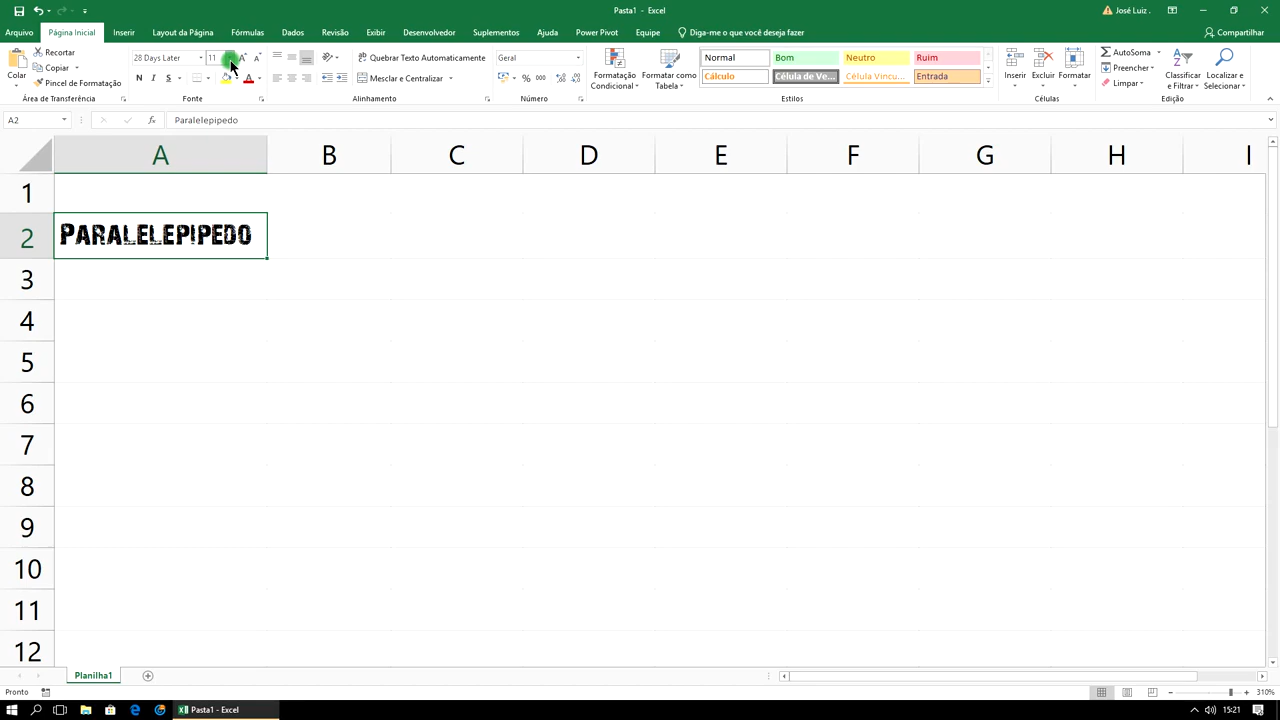 Pasta1 - Excel
José Luiz .
Arquivo Página Inicial Inserir Layout da Página Fórmulas Dados Revisão Exibir Desenvolvedor Suplementos Ajuda Power Pivot Equipe Diga-me o que você deseja fazer Compartilhar
Colar
Recortar
Copiar
Pincel de Formatação
Área de Transferência
28 Days Later 11
N I S A
Fonte
Quebrar Texto Automaticamente
Mesclar e Centralizar
Alinhamento
Geral
% 000
Número
Formatação Condicional
Formatar como Tabela
Normal Bom Neutro Ruim
Cálculo Célula de Ve... Célula Vincu... Entrada
Estilos
Inserir Excluir Formatar
Células
AutoSoma
Preencher
Limpar
Classificar e Filtrar
Localizar e Selecionar
Edição
A2 fx Paralelepipedo
A B C D E F G H I
1
2 Paralelepipedo
3
4
5
6
7
8
9
10
11
12
Planilha1
Pronto 310%
Pasta1 - Excel 15:21